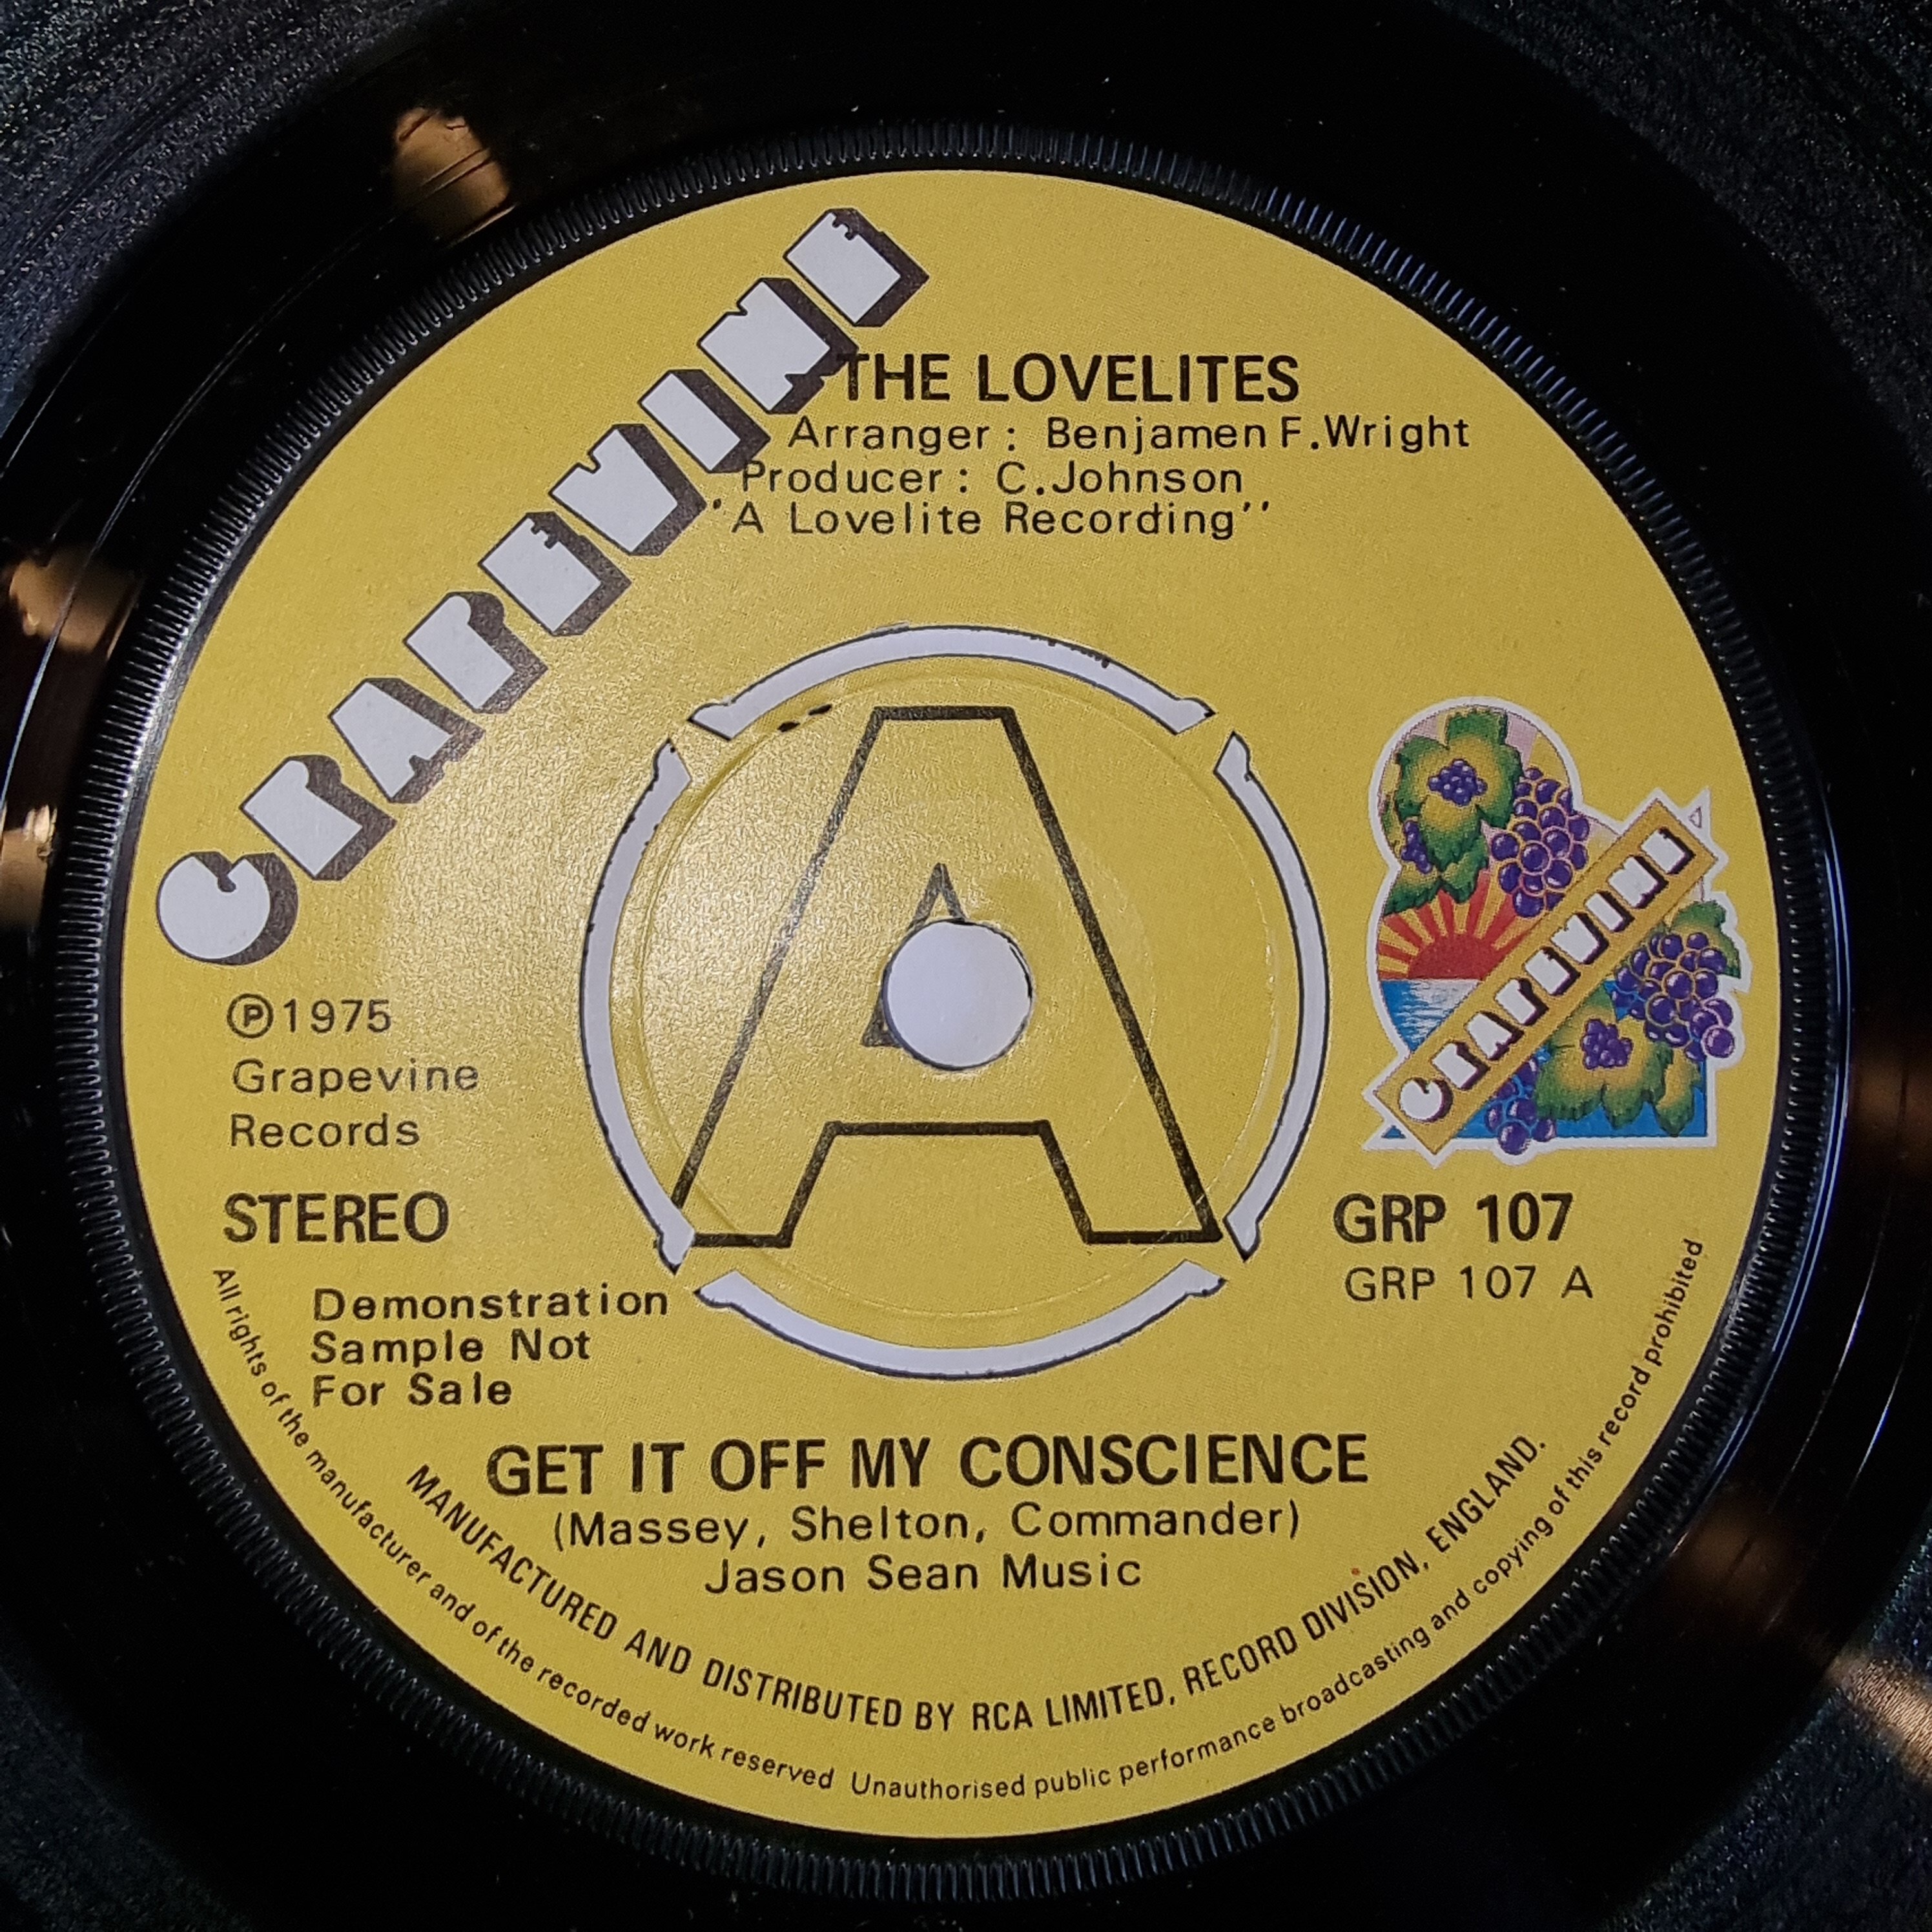 GRAPEVINE
THE LOVELITES
Arranger: Benjamen F.Wright
Producer: C.Johnson
''A Lovelite Recording''
A
GRAPEVINE
℗1975
Grapevine
Records
STEREO
GRP 107
GRP 107 A
Demonstration
Sample Not
For Sale
GET IT OFF MY CONSCIENCE
(Massey, Shelton, Commander)
Jason Sean Music
MANUFACTURED AND DISTRIBUTED BY RCA LIMITED, RECORD DIVISION, ENGLAND.
All rights of the manufacturer and of the recorded work reserved Unauthorised public performance broadcasting and copying of this record prohibited